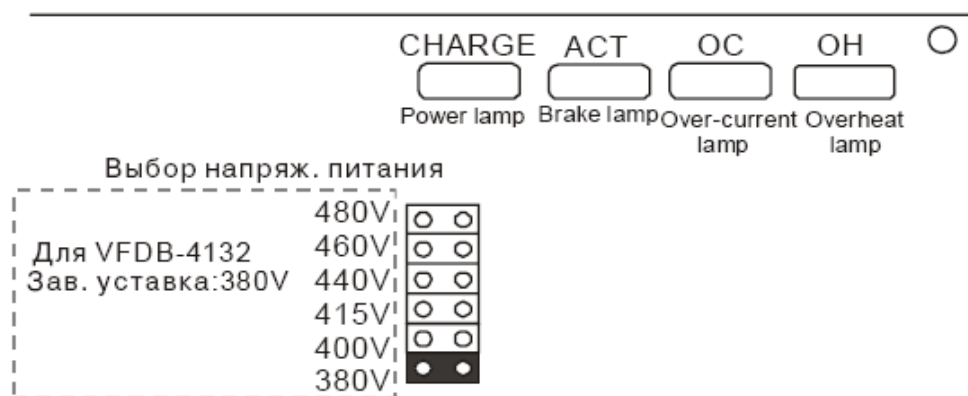 CHARGE ACT OC OH
Power lamp Brake lamp Over-current lamp Overheat lamp
Выбор напряж. питания
480V
Для VFDB-4132 460V
Зав. уставка:380V 440V
415V
400V
380V